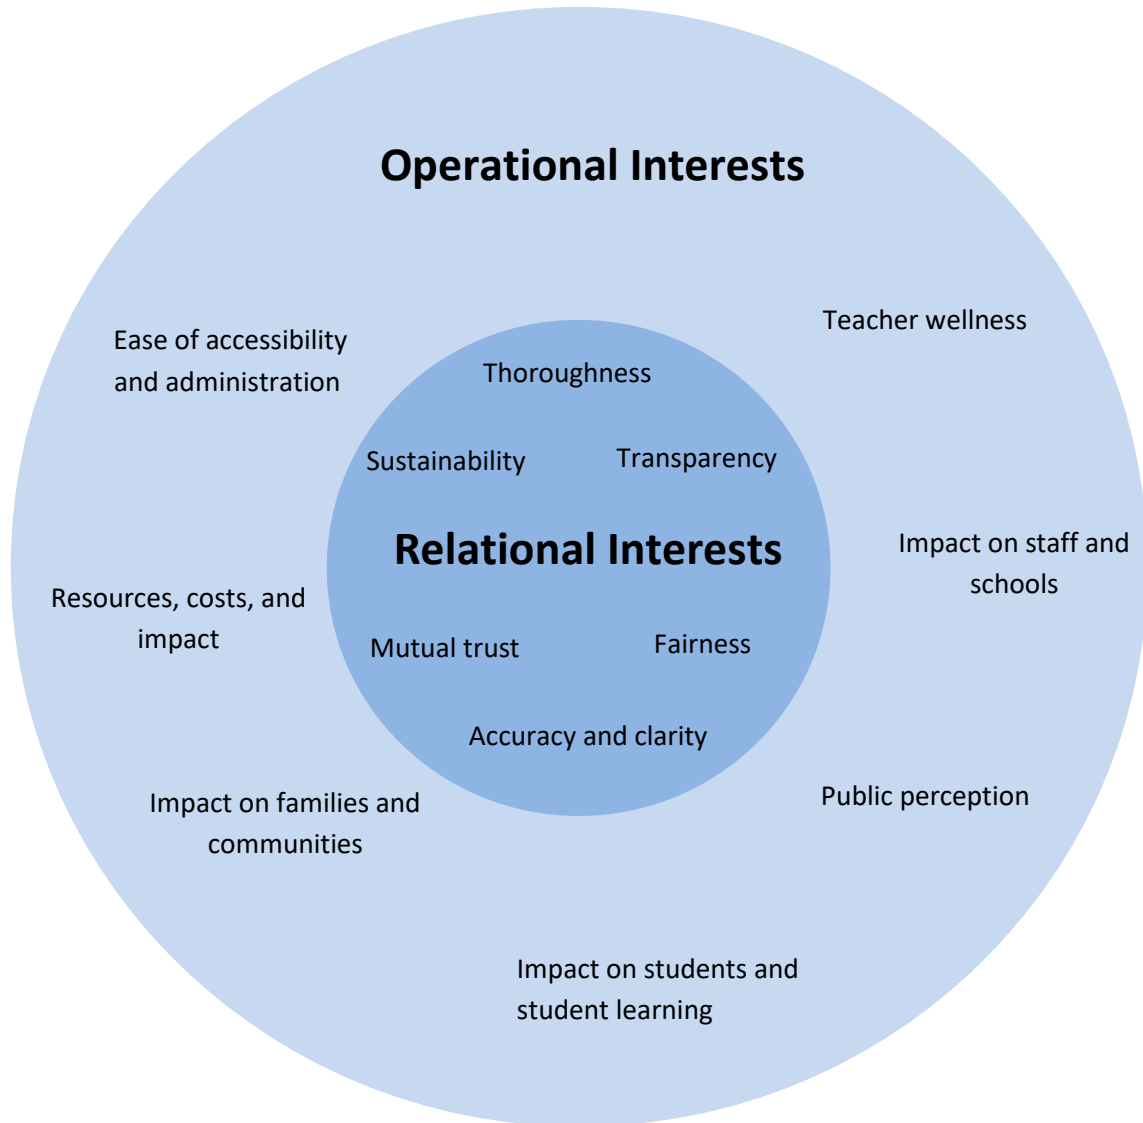 Operational Interests
Teacher wellness
Ease of accessibility
and administration
Thoroughness
Sustainability
Transparency
Relational Interests
Impact on staff and
schools
Resources, costs, and
impact
Mutual trust
Fairness
Accuracy and clarity
Impact on families and
communities
Public perception
Impact on students and
student learning